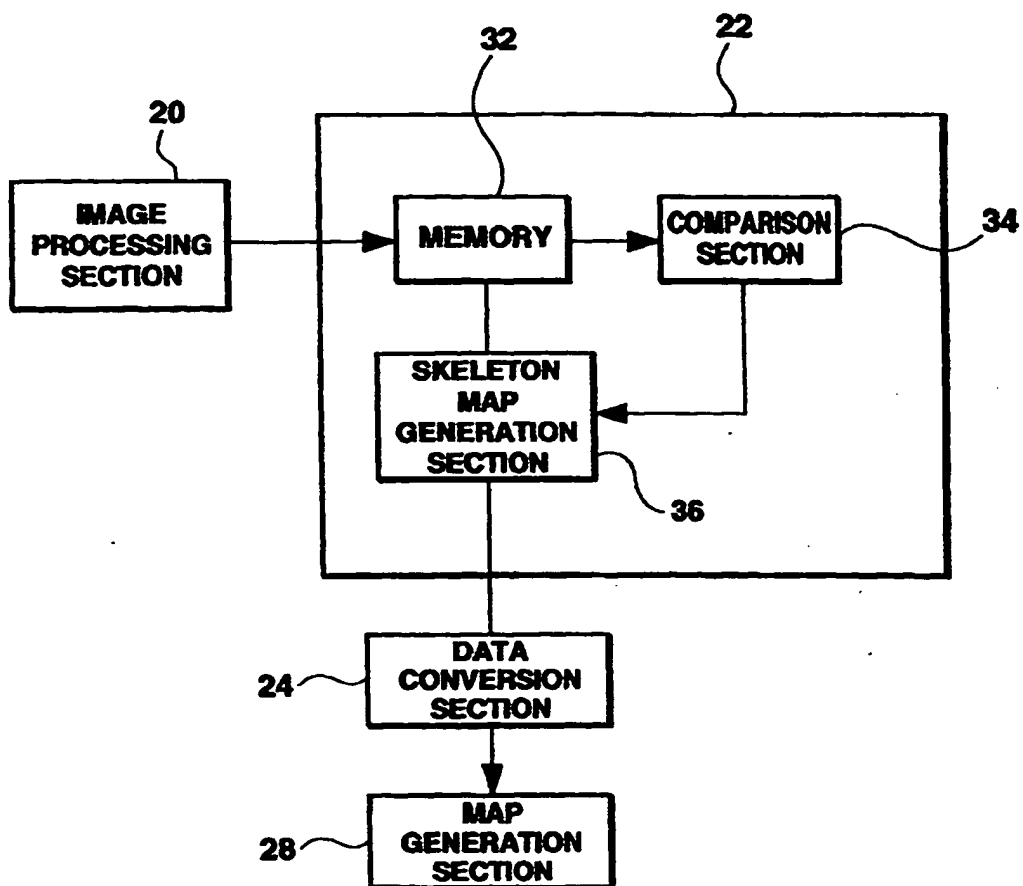 32
22
20
IMAGE
PROCESSING
SECTION
MEMORY
COMPARISON
SECTION
34
SKELETON
MAP
GENERATION
SECTION
36
24
DATA
CONVERSION
SECTION
28
MAP
GENERATION
SECTION